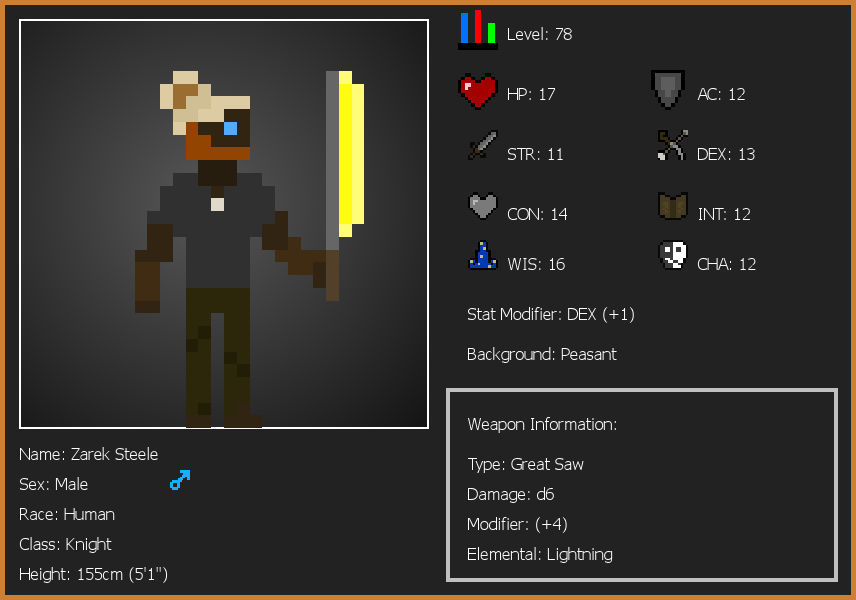 Level: 78
HP: 17
AC: 12
STR: 11
DEX: 13
CON: 14
INT: 12
WIS: 16
CHA: 12
Stat Modifier: DEX (+1)
Background: Peasant
Weapon Information:
Type: Great Saw
Damage: d6
Modifier: (+4)
Elemental: Lightning
Name: Zarek Steele
Sex: Male
Race: Human
Class: Knight
Height: 155cm (5'1")